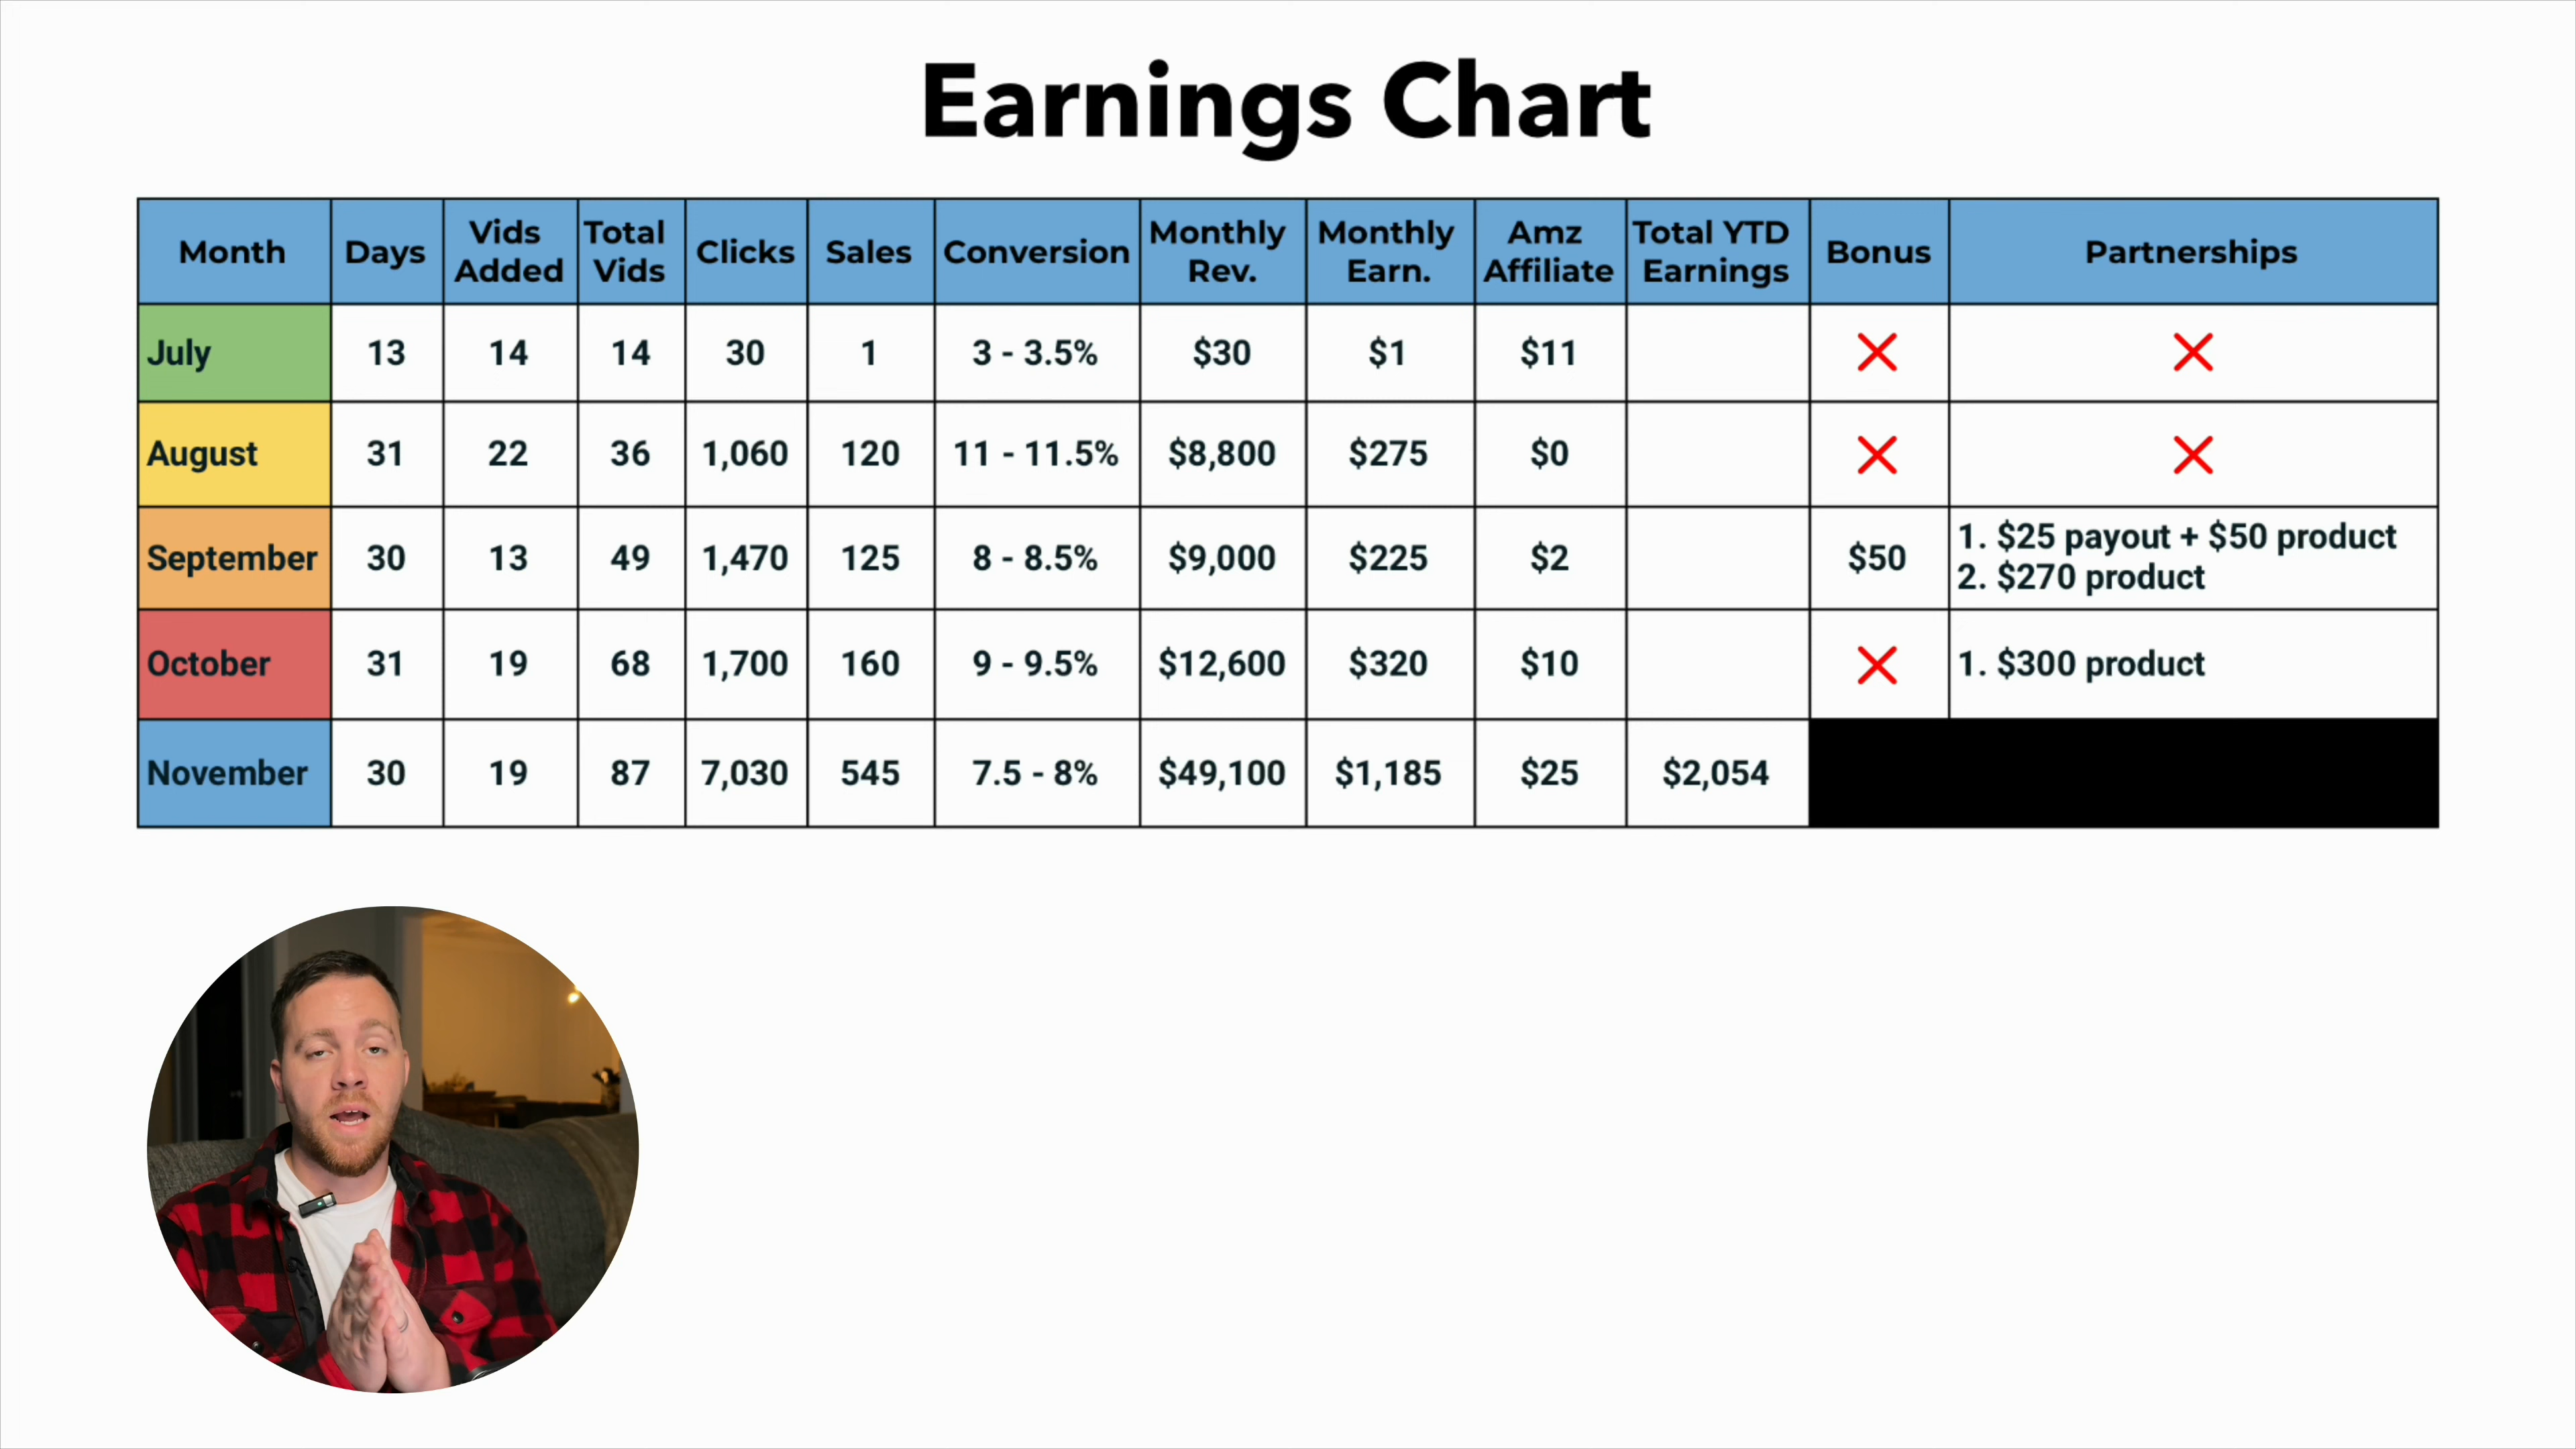 Earnings Chart
Month Days Vids Added Total Vids Clicks Sales Conversion Monthly Rev. Monthly Earn. Amz Affiliate Total YTD Earnings Bonus Partnerships
July 13 14 14 30 1 3 - 3.5% $30 $1 $11
August 31 22 36 1,060 120 11 - 11.5% $8,800 $275 $0
September 30 13 49 1,470 125 8 - 8.5% $9,000 $225 $2 $50 1. $25 payout + $50 product
2. $270 product
October 31 19 68 1,700 160 9 - 9.5% $12,600 $320 $10 1. $300 product
November 30 19 87 7,030 545 7.5 - 8% $49,100 $1,185 $25 $2,054